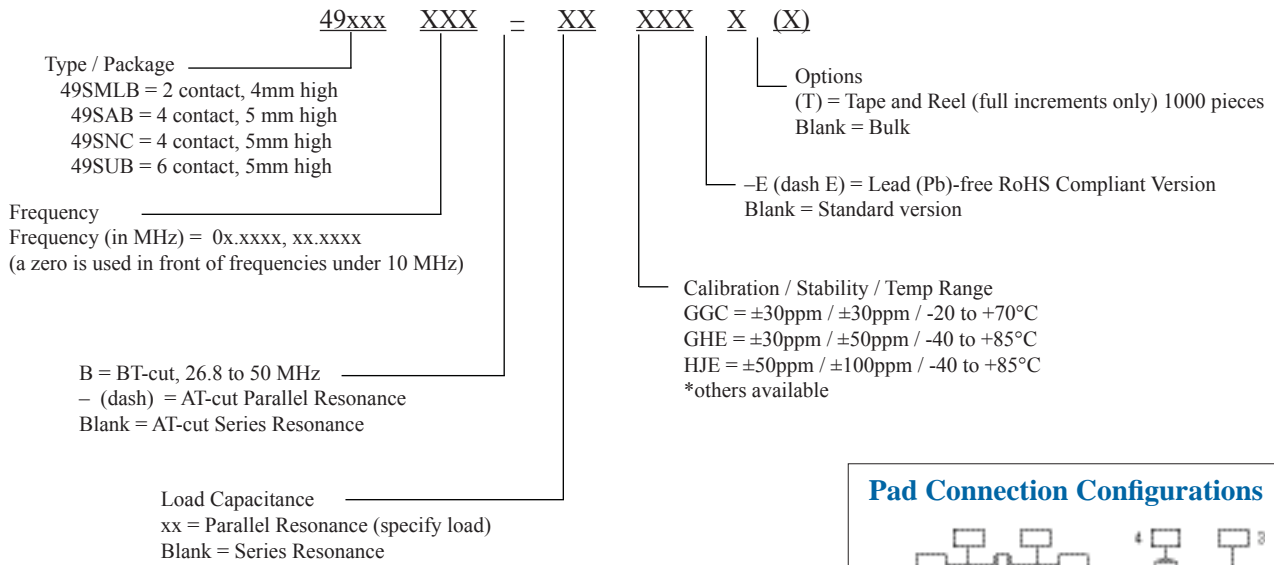 49xxx XXX – XX XXX X (X)
Type / Package
49SMLB = 2 contact, 4mm high
49SAB = 4 contact, 5 mm high
49SNC = 4 contact, 5mm high
49SUB = 6 contact, 5mm high
Options
(T) = Tape and Reel (full increments only) 1000 pieces
Blank = Bulk
–E (dash E) = Lead (Pb)-free RoHS Compliant Version
Blank = Standard version
Frequency
Frequency (in MHz) = 0x.xxxx, xx.xxxx
(a zero is used in front of frequencies under 10 MHz)
Calibration / Stability / Temp Range
GGC = ±30ppm / ±30ppm / -20 to +70°C
GHE = ±30ppm / ±50ppm / -40 to +85°C
HJE = ±50ppm / ±100ppm / -40 to +85°C
*others available
B = BT-cut, 26.8 to 50 MHz
– (dash) = AT-cut Parallel Resonance
Blank = AT-cut Series Resonance
Load Capacitance
xx = Parallel Resonance (specify load)
Blank = Series Resonance
Pad Connection Configurations
4 3